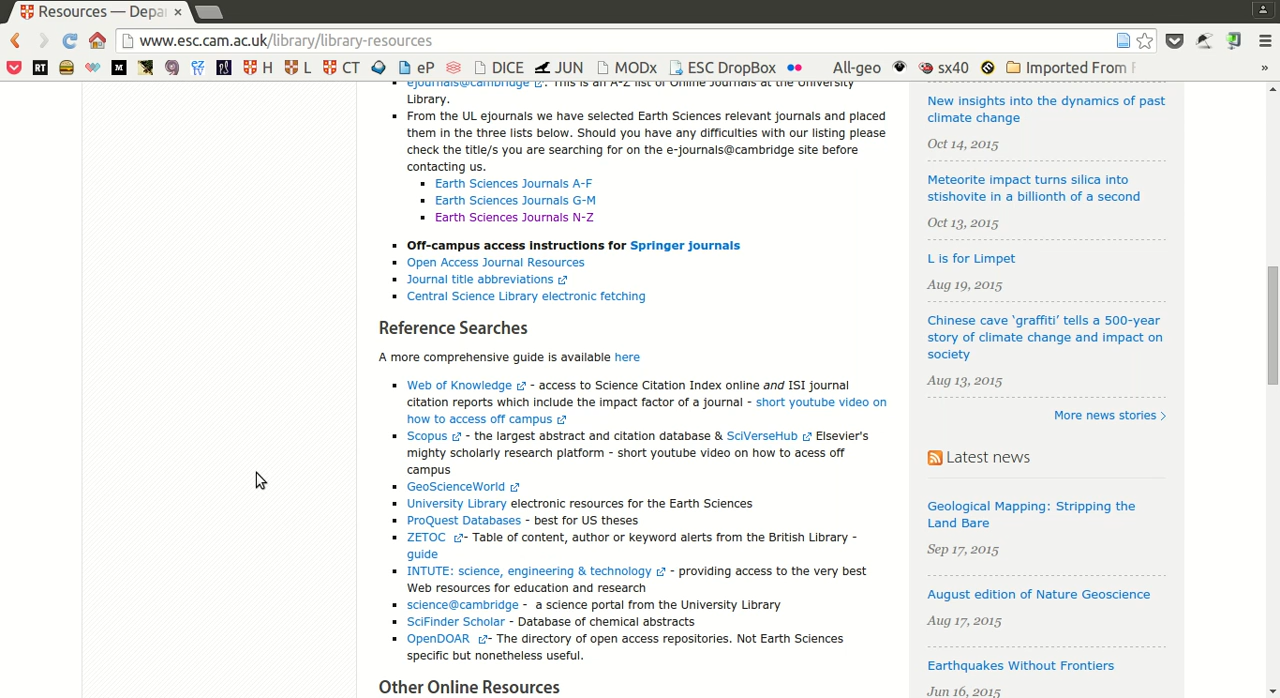 Resources — Depa
www.esc.cam.ac.uk/library/library-resources
RT M H L CT eP DICE JUN MODx ESC DropBox All-geo sx40 Imported From F »
ejournals@cambridge . This is an A-Z list of Online Journals at the University
Library.
From the UL ejournals we have selected Earth Sciences relevant journals and placed
them in the three lists below. Should you have any difficulties with our listing please
check the title/s you are searching for on the e-journals@cambridge site before
contacting us.
Earth Sciences Journals A-F
Earth Sciences Journals G-M
Earth Sciences Journals N-Z
Off-campus access instructions for Springer journals
Open Access Journal Resources
Journal title abbreviations
Central Science Library electronic fetching
Reference Searches
A more comprehensive guide is available here
Web of Knowledge - access to Science Citation Index online and ISI journal
citation reports which include the impact factor of a journal - short youtube video on
how to access off campus
Scopus - the largest abstract and citation database & SciVerseHub Elsevier's
mighty scholarly research platform - short youtube video on how to acess off
campus
GeoScienceWorld
University Library electronic resources for the Earth Sciences
ProQuest Databases - best for US theses
ZETOC - Table of content, author or keyword alerts from the British Library -
guide
INTUTE: science, engineering & technology - providing access to the very best
Web resources for education and research
science@cambridge - a science portal from the University Library
SciFinder Scholar - Database of chemical abstracts
OpenDOAR - The directory of open access repositories. Not Earth Sciences
specific but nonetheless useful.
Other Online Resources
New insights into the dynamics of past
climate change
Oct 14, 2015
Meteorite impact turns silica into
stishovite in a billionth of a second
Oct 13, 2015
L is for Limpet
Aug 19, 2015
Chinese cave ‘graffiti’ tells a 500-year
story of climate change and impact on
society
Aug 13, 2015
More news stories
Latest news
Geological Mapping: Stripping the
Land Bare
Sep 17, 2015
August edition of Nature Geoscience
Aug 17, 2015
Earthquakes Without Frontiers
Jun 16, 2015